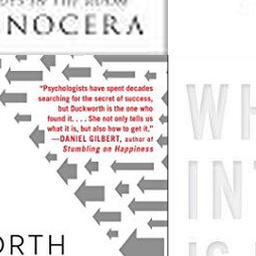 NOCERA
"Psychologists have spent decades
searching for the secret of success,
but Duckworth is the one who
found it. . . . She not only tells us
what it is, but also how to get it."
—DANIEL GILBERT, author of
Stumbling on Happiness
ORTH
WH
INT
IS